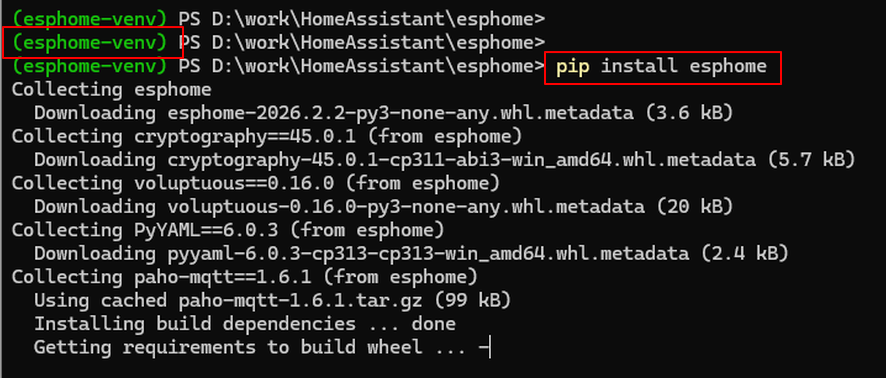 (esphome-venv) PS D:\work\HomeAssistant\esphome>
(esphome-venv) PS D:\work\HomeAssistant\esphome>
(esphome-venv) PS D:\work\HomeAssistant\esphome> pip install esphome
Collecting esphome
  Downloading esphome-2026.2.2-py3-none-any.whl.metadata (3.6 kB)
Collecting cryptography==45.0.1 (from esphome)
  Downloading cryptography-45.0.1-cp311-abi3-win_amd64.whl.metadata (5.7 kB)
Collecting voluptuous==0.16.0 (from esphome)
  Downloading voluptuous-0.16.0-py3-none-any.whl.metadata (20 kB)
Collecting PyYAML==6.0.3 (from esphome)
  Downloading pyyaml-6.0.3-cp313-cp313-win_amd64.whl.metadata (2.4 kB)
Collecting paho-mqtt==1.6.1 (from esphome)
  Using cached paho-mqtt-1.6.1.tar.gz (99 kB)
  Installing build dependencies ... done
  Getting requirements to build wheel ... -